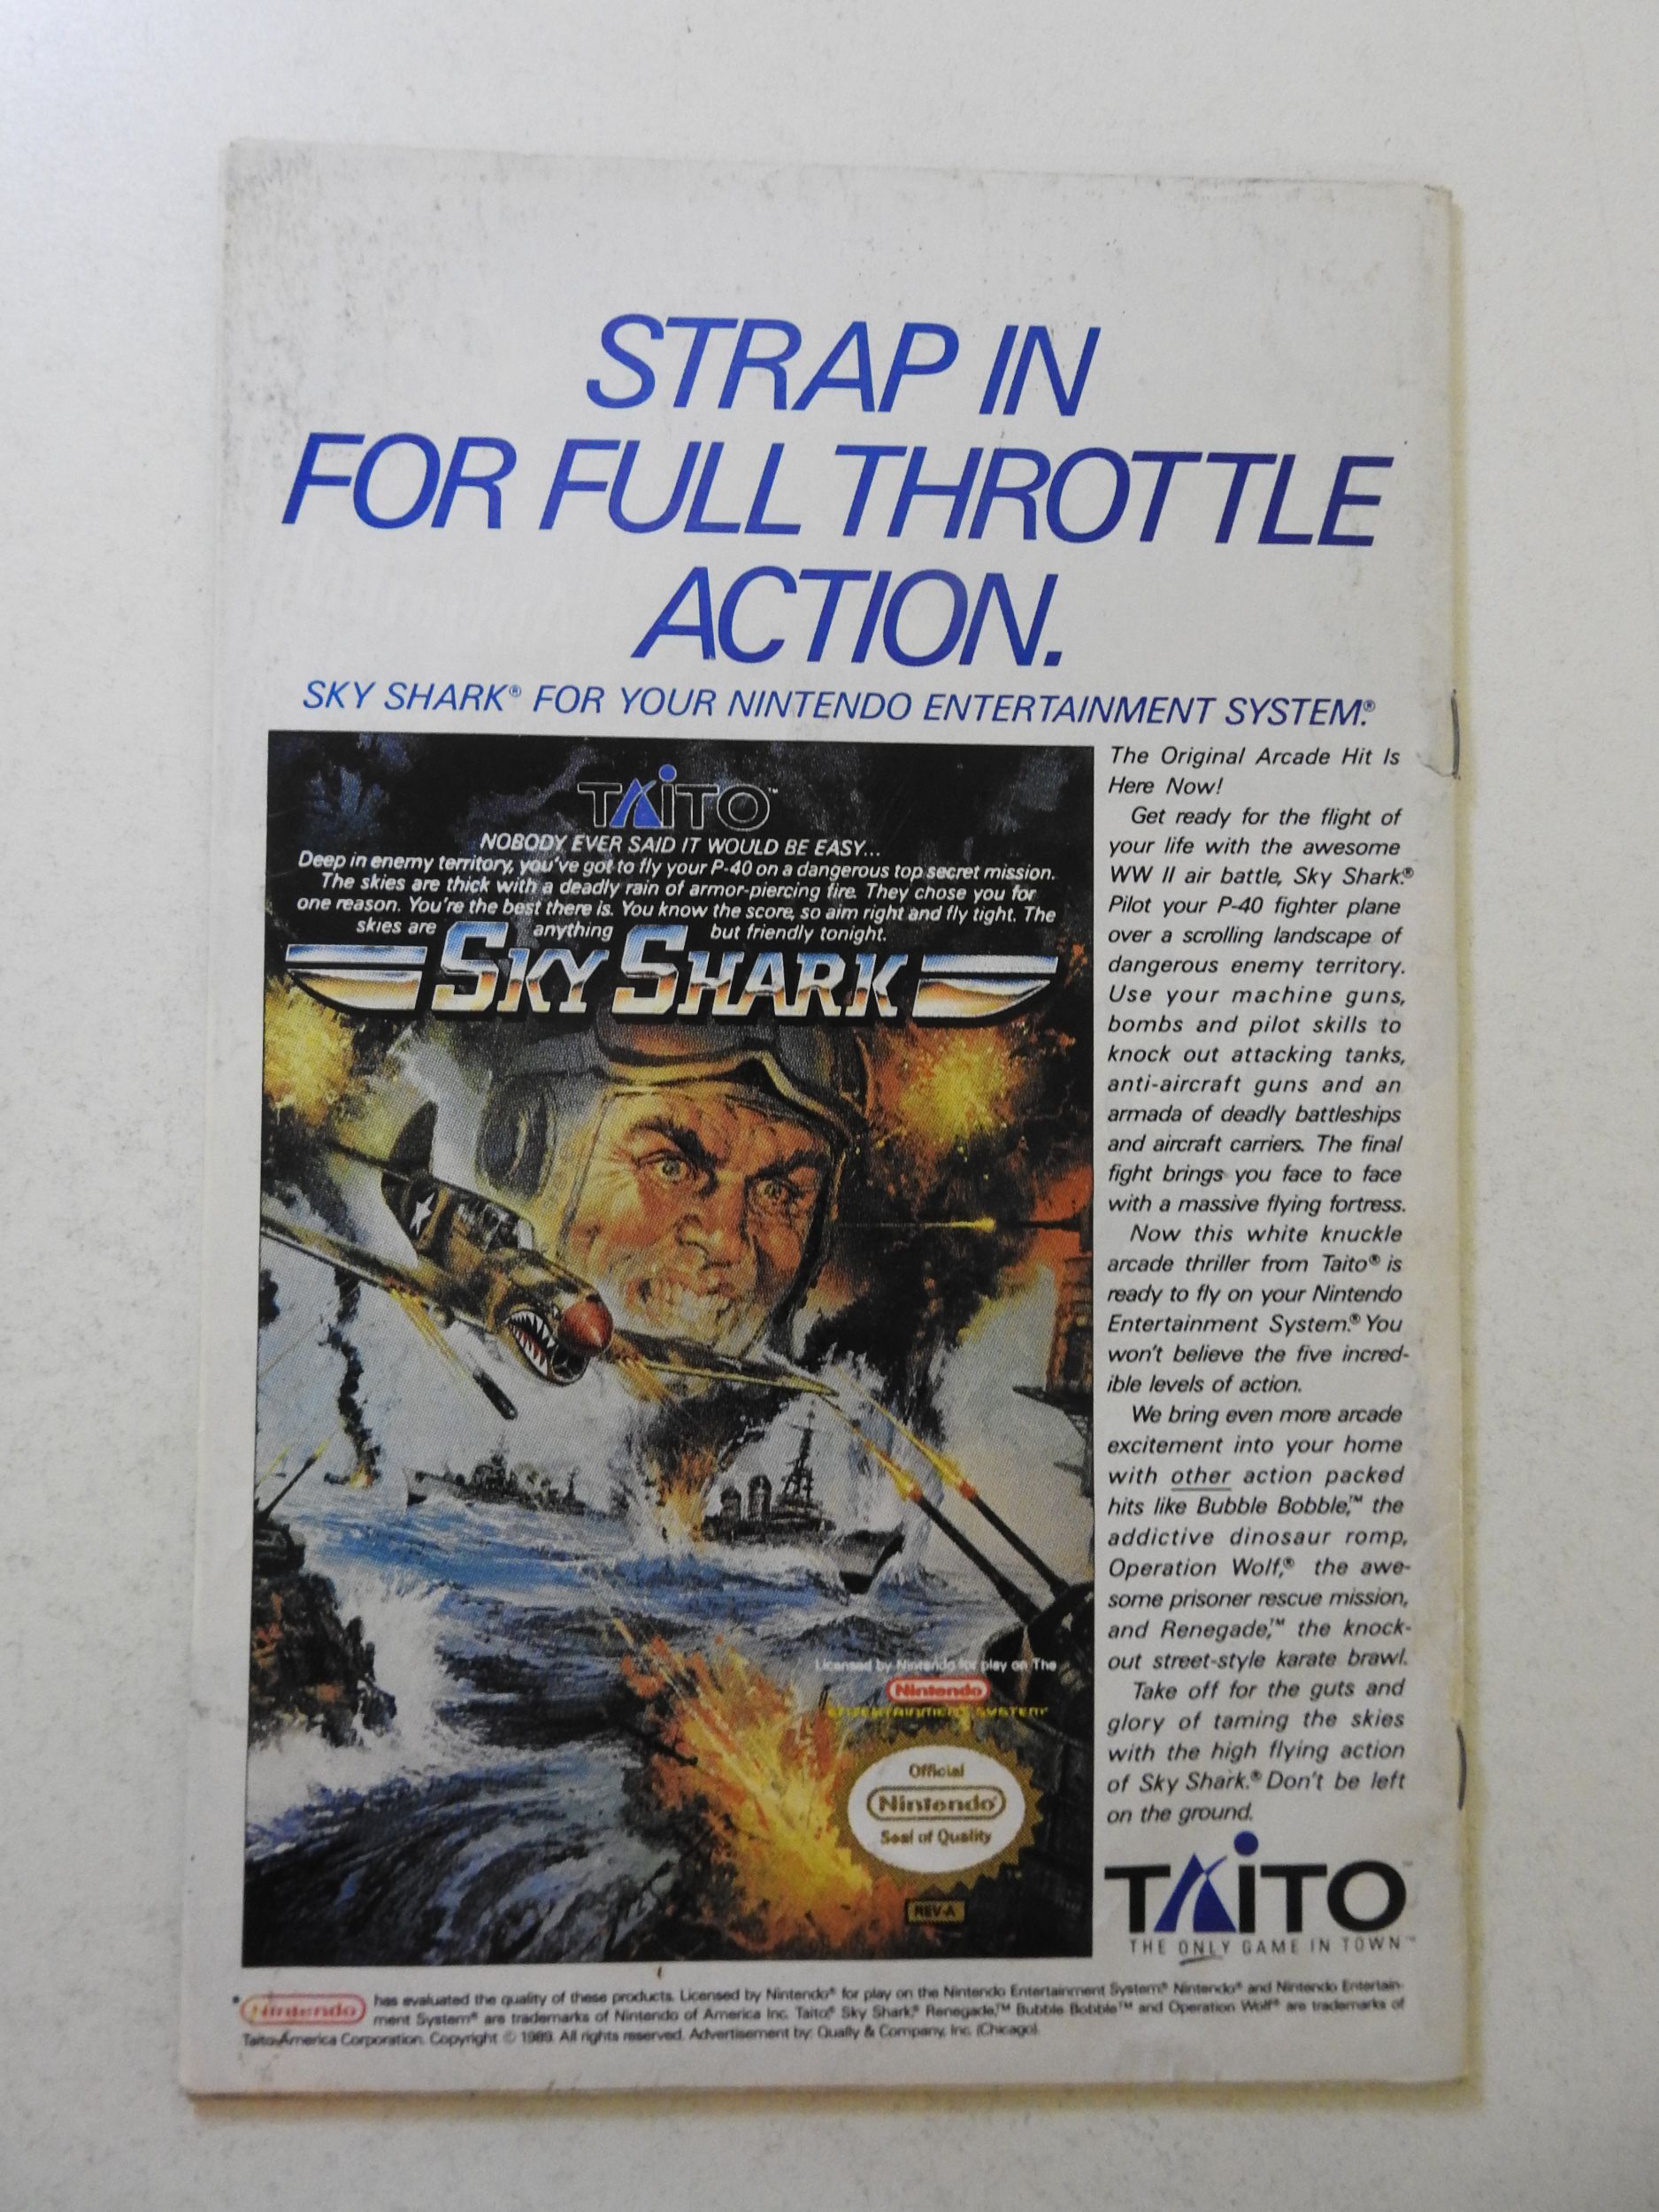 STRAP IN
FOR FULL THROTTLE
ACTION.
SKY SHARK® FOR YOUR NINTENDO ENTERTAINMENT SYSTEM.®
TAITO™
NOBODY EVER SAID IT WOULD BE EASY...
Deep in enemy territory, you've got to fly your P-40 on a dangerous top secret mission.
The skies are thick with a deadly rain of armor-piercing fire. They chose you for
one reason. You're the best there is. You know the score, so aim right and fly tight. The
skies are anything but friendly tonight.
SKY SHARK
Licensed by Nintendo for play on The
Nintendo
ENTERTAINMENT SYSTEM
Official
Nintendo®
Seal of Quality
REV-A
The Original Arcade Hit Is
Here Now!
Get ready for the flight of
your life with the awesome
WW II air battle, Sky Shark.®
Pilot your P-40 fighter plane
over a scrolling landscape of
dangerous enemy territory.
Use your machine guns,
bombs and pilot skills to
knock out attacking tanks,
anti-aircraft guns and an
armada of deadly battleships
and aircraft carriers. The final
fight brings you face to face
with a massive flying fortress.
Now this white knuckle
arcade thriller from Taito® is
ready to fly on your Nintendo
Entertainment System.® You
won't believe the five incred-
ible levels of action.
We bring even more arcade
excitement into your home
with other action packed
hits like Bubble Bobble,™ the
addictive dinosaur romp,
Operation Wolf,® the awe-
some prisoner rescue mission,
and Renegade,™ the knock-
out street-style karate brawl.
Take off for the guts and
glory of taming the skies
with the high flying action
of Sky Shark.® Don't be left
on the ground.
TAITO™
THE ONLY GAME IN TOWN™
* Nintendo has evaluated the quality of these products. Licensed by Nintendo® for play on the Nintendo Entertainment System.® Nintendo® and Nintendo Entertain-
ment System® are trademarks of Nintendo of America Inc. Taito,® Sky Shark,® Renegade,™ Bubble Bobble™ and Operation Wolf® are trademarks of
Taito America Corporation. Copyright © 1989. All rights reserved. Advertisement by: Qually & Company, Inc. (Chicago).